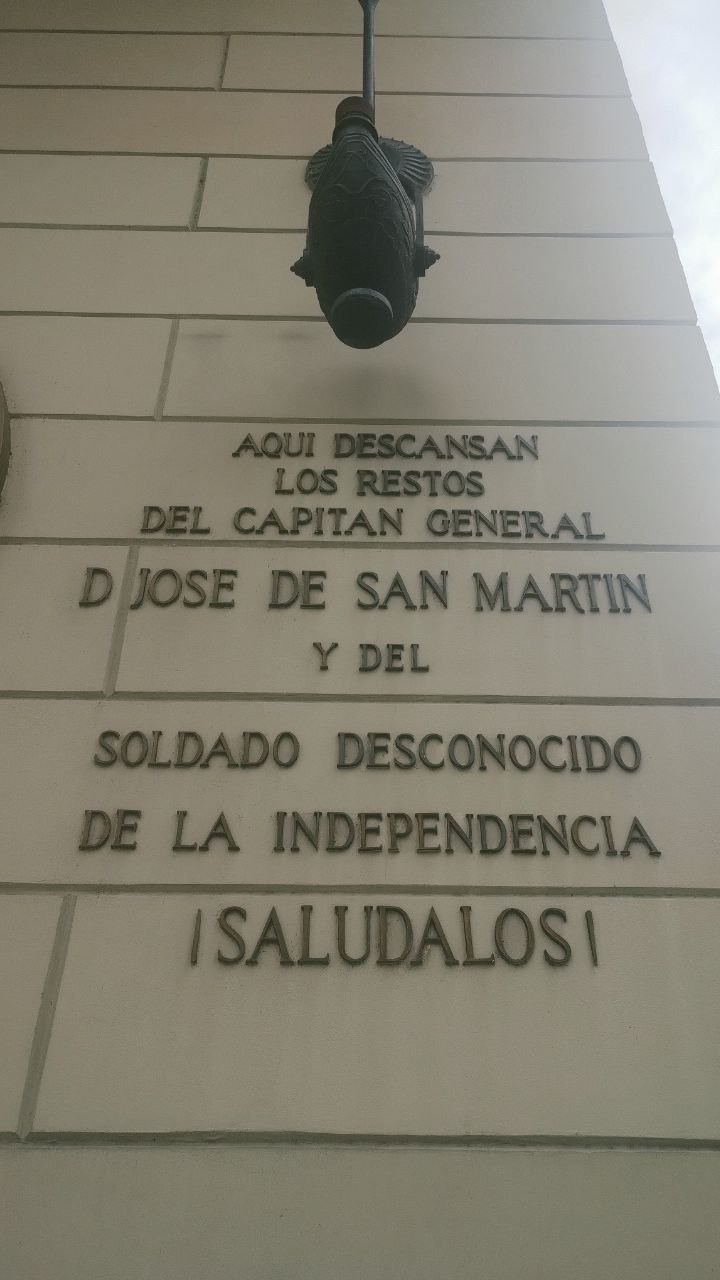 AQUI DESCANSAN
LOS RESTOS
DEL CAPITAN GENERAL
D JOSE DE SAN MARTIN
Y DEL
SOLDADO DESCONOCIDO
DE LA INDEPENDENCIA
¡SALUDALOS!